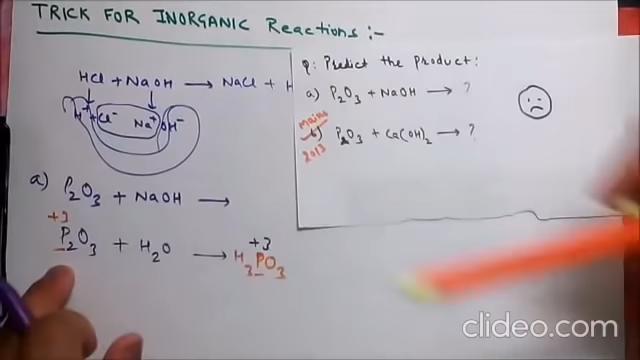 TRICK FOR INORGANIC Reactions :-
HCl + NaOH ⟶ NaCl + H
H⁺ + Cl⁻ Na⁺ OH⁻
a) P₂O₃ + NaOH ⟶
+3
P₂O₃ + H₂O ⟶ H₃PO₃
+3
Q: Predict the product:
a) P₂O₃ + NaOH ⟶ ?
Mains
b) P₂O₃ + Ca(OH)₂ ⟶ ?
2013
clideo.com